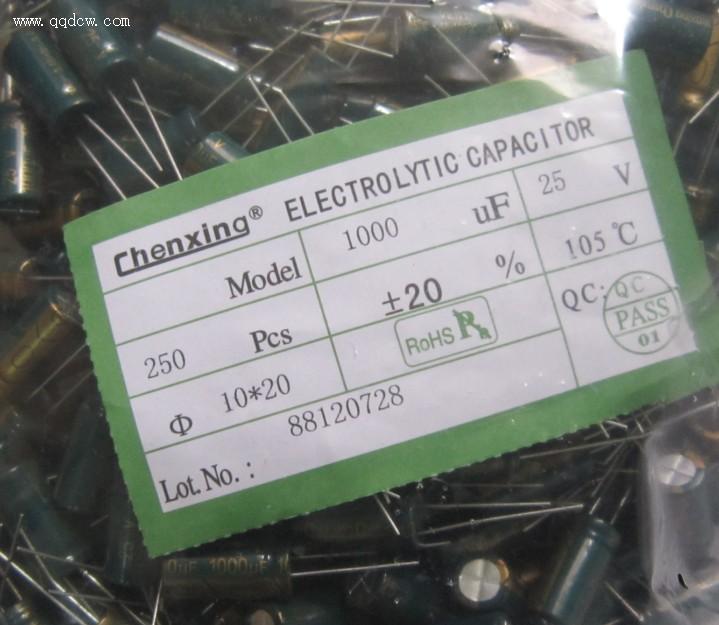 www.qqdcw.com
Chenxing® ELECTROLYTIC CAPACITOR
Model 1000 uF 25 V
250 Pcs ±20 % 105 ℃
Φ 10*20 RoHS QC: QC PASS 01
Lot.No.: 88120728
1000µF